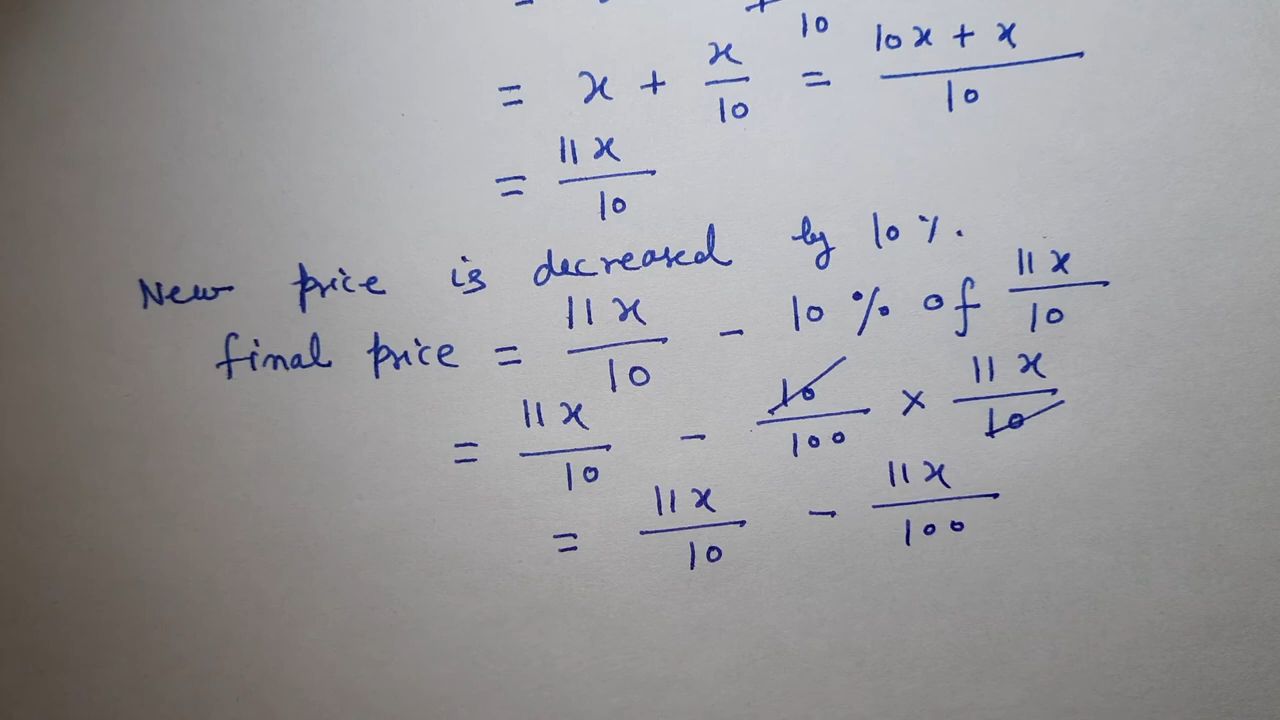 + 10
= x + x/10 = 10x + x/10
= 11x/10
New price is decreased by 10%.
final price = 11x/10 - 10% of 11x/10
= 11x/10 - 10/100 × 11x/10
= 11x/10 - 11x/100